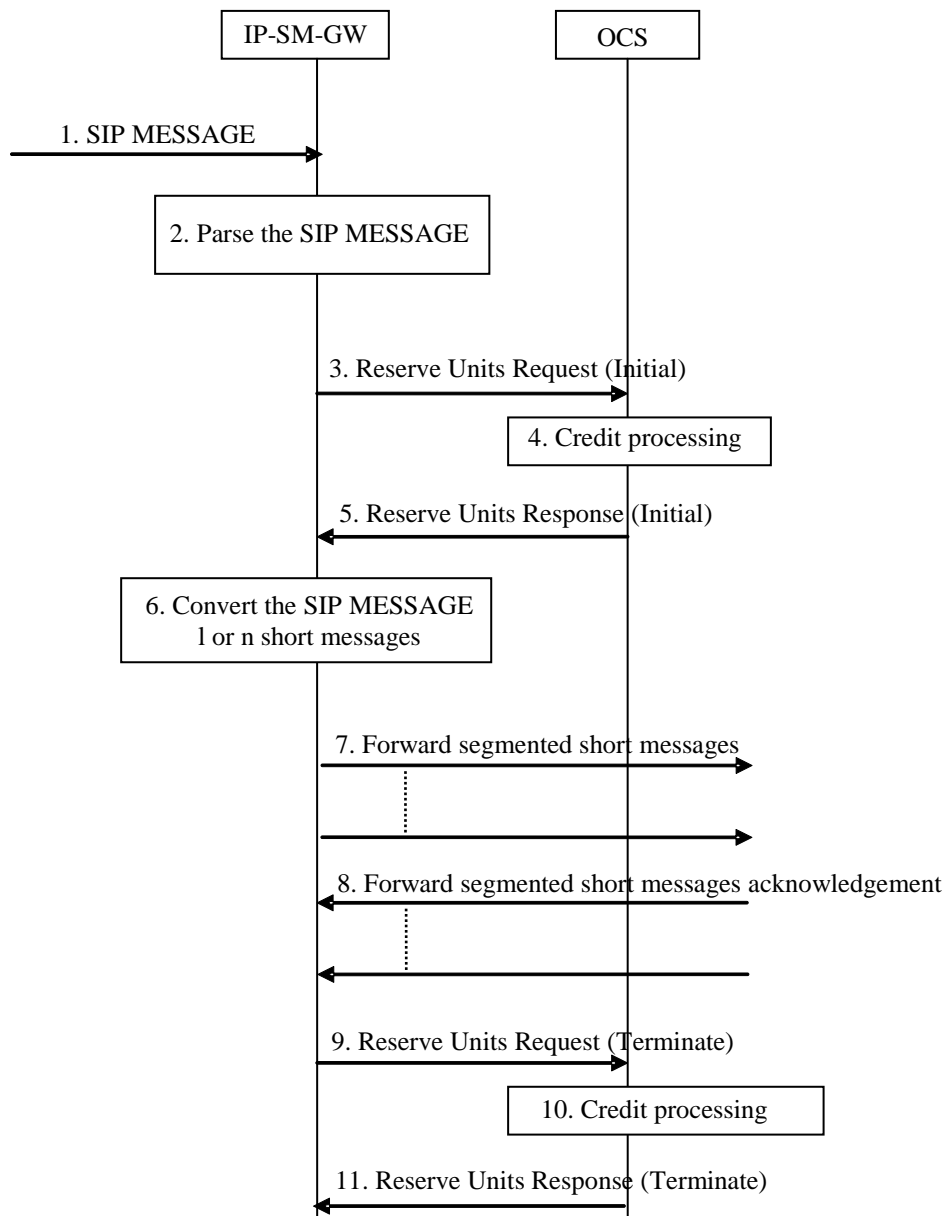 IP-SM-GW
OCS
1. SIP MESSAGE
2. Parse the SIP MESSAGE
3. Reserve Units Request (Initial)
4. Credit processing
5. Reserve Units Response (Initial)
6. Convert the SIP MESSAGE
l or n short messages
7. Forward segmented short messages
8. Forward segmented short messages acknowledgement
9. Reserve Units Request (Terminate)
10. Credit processing
11. Reserve Units Response (Terminate)